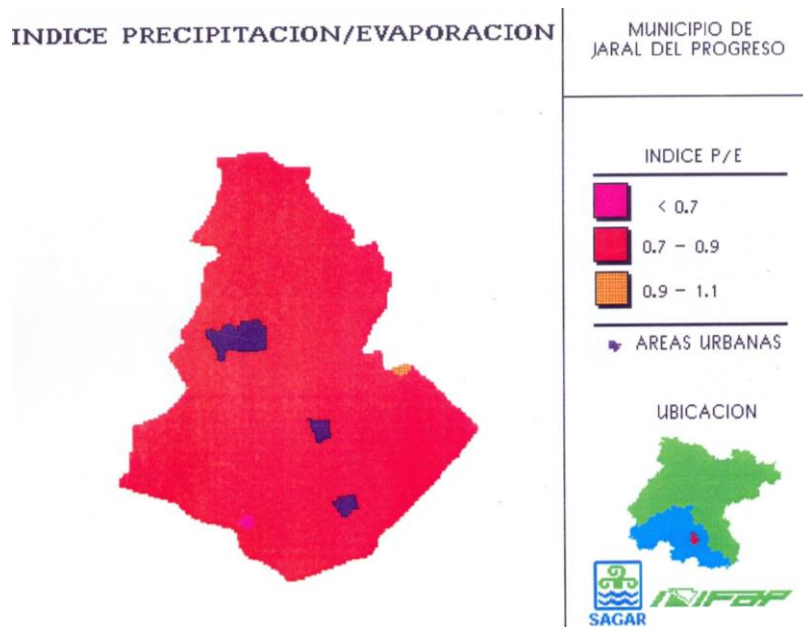 INDICE PRECIPITACION/EVAPORACION
MUNICIPIO DE
JARAL DEL PROGRESO
INDICE P/E
< 0.7
0.7 - 0.9
0.9 - 1.1
AREAS URBANAS
UBICACION
SAGAR
INIFAP